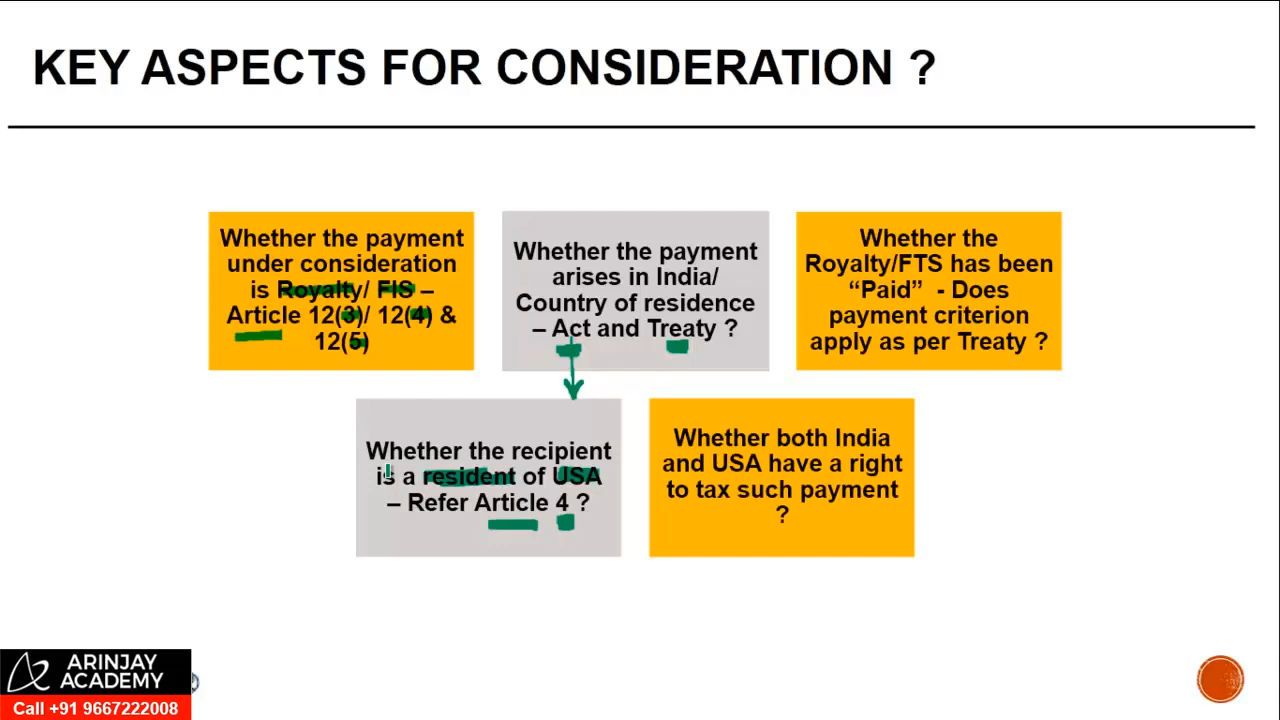 KEY ASPECTS FOR CONSIDERATION ?
Whether the payment
under consideration
is Royalty/ FIS –
Article 12(3)/ 12(4) &
12(5)
Whether the payment
arises in India/
Country of residence
– Act and Treaty ?
Whether the
Royalty/FTS has been
“Paid” - Does
payment criterion
apply as per Treaty ?
Whether the recipient
is a resident of USA
– Refer Article 4 ?
Whether both India
and USA have a right
to tax such payment
?
ARINJAY
ACADEMY
Call +91 9667222008